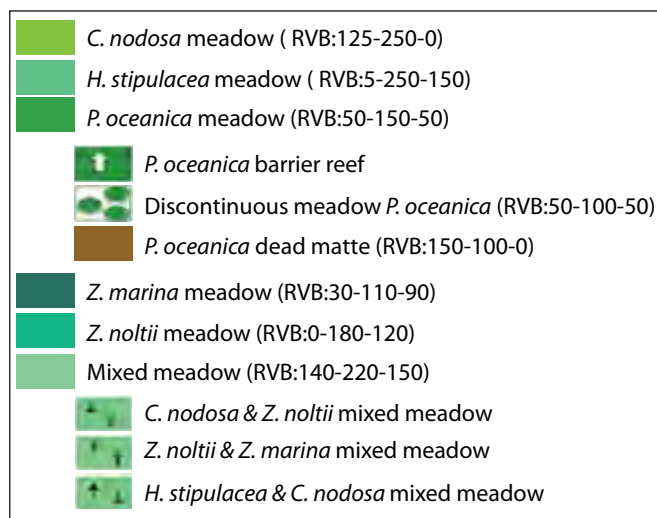 C. nodosa meadow ( RVB:125-250-0)
H. stipulacea meadow ( RVB:5-250-150)
P. oceanica meadow (RVB:50-150-50)
P. oceanica barrier reef
Discontinuous meadow P. oceanica (RVB:50-100-50)
P. oceanica dead matte (RVB:150-100-0)
Z. marina meadow (RVB:30-110-90)
Z. noltii meadow (RVB:0-180-120)
Mixed meadow (RVB:140-220-150)
C. nodosa & Z. noltii mixed meadow
Z. noltii & Z. marina mixed meadow
H. stipulacea & C. nodosa mixed meadow